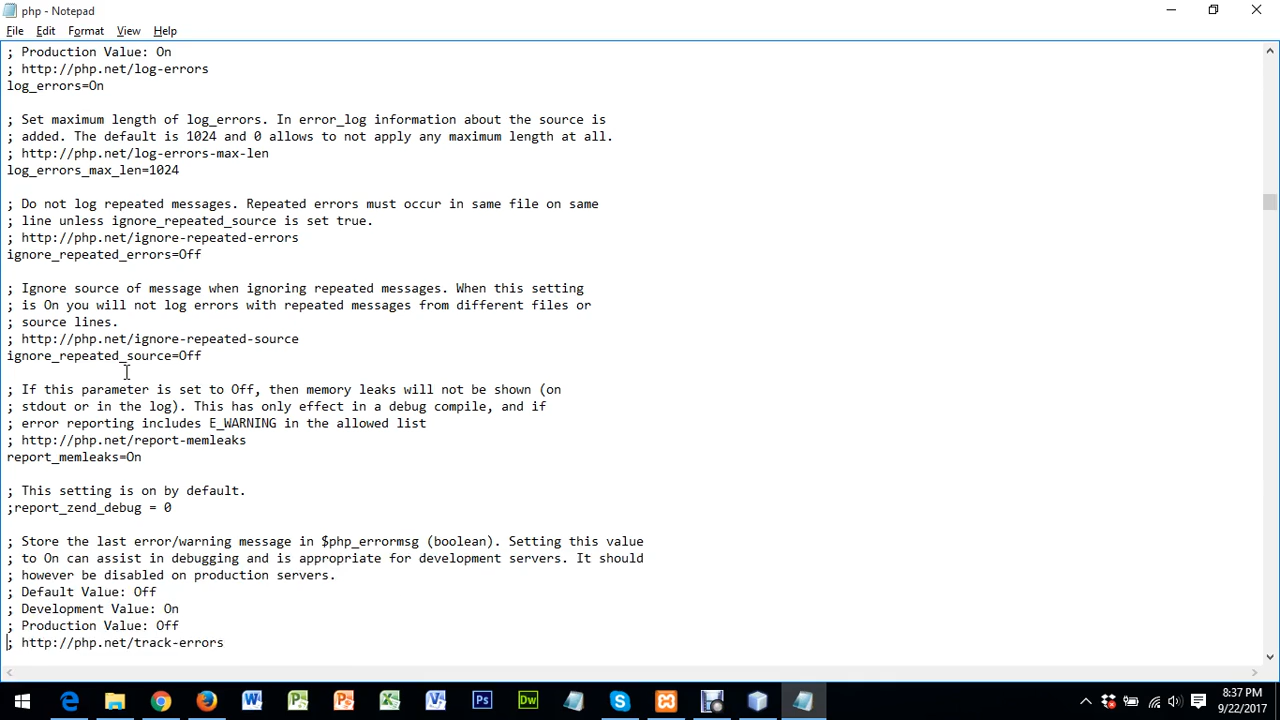 php - Notepad
File Edit Format View Help
; Production Value: On
; http://php.net/log-errors
log_errors=On
; Set maximum length of log_errors. In error_log information about the source is
; added. The default is 1024 and 0 allows to not apply any maximum length at all.
; http://php.net/log-errors-max-len
log_errors_max_len=1024
; Do not log repeated messages. Repeated errors must occur in same file on same
; line unless ignore_repeated_source is set true.
; http://php.net/ignore-repeated-errors
ignore_repeated_errors=Off
; Ignore source of message when ignoring repeated messages. When this setting
; is On you will not log errors with repeated messages from different files or
; source lines.
; http://php.net/ignore-repeated-source
ignore_repeated_source=Off
; If this parameter is set to Off, then memory leaks will not be shown (on
; stdout or in the log). This has only effect in a debug compile, and if
; error reporting includes E_WARNING in the allowed list
; http://php.net/report-memleaks
report_memleaks=On
; This setting is on by default.
;report_zend_debug = 0
; Store the last error/warning message in $php_errormsg (boolean). Setting this value
; to On can assist in debugging and is appropriate for development servers. It should
; however be disabled on production servers.
; Default Value: Off
; Development Value: On
; Production Value: Off
; http://php.net/track-errors
Ps
Dw
8:37 PM
9/22/2017